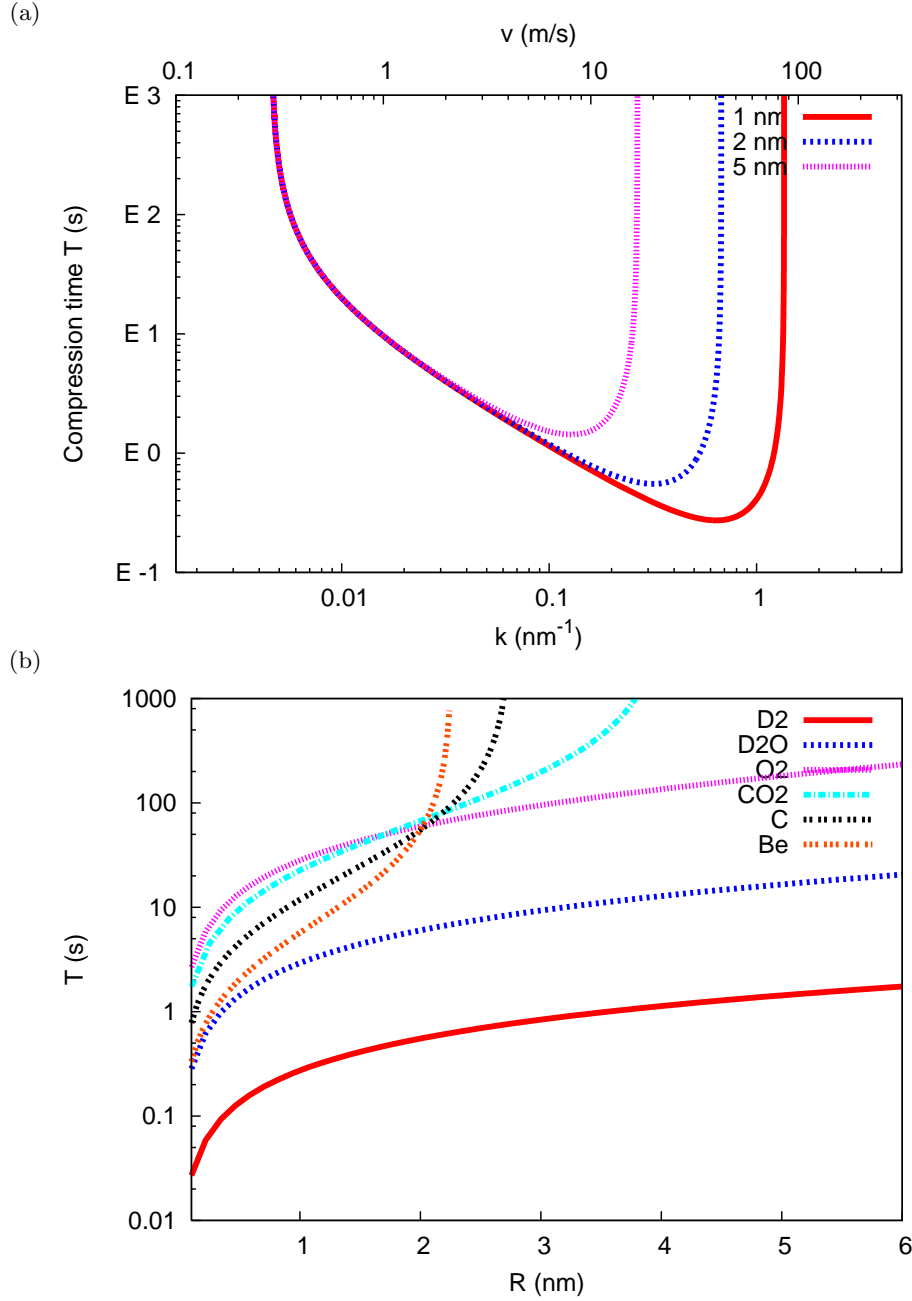 (a)
v (m/s)
0.1 1 10 100
E 3
E 2
E 1
E 0
E -1
Compression time T (s)
1 nm
2 nm
5 nm
0.01 0.1 1
k (nm⁻¹)
(b)
1000
100
10
1
0.1
0.01
T (s)
D2
D2O
O2
CO2
C
Be
1 2 3 4 5 6
R (nm)